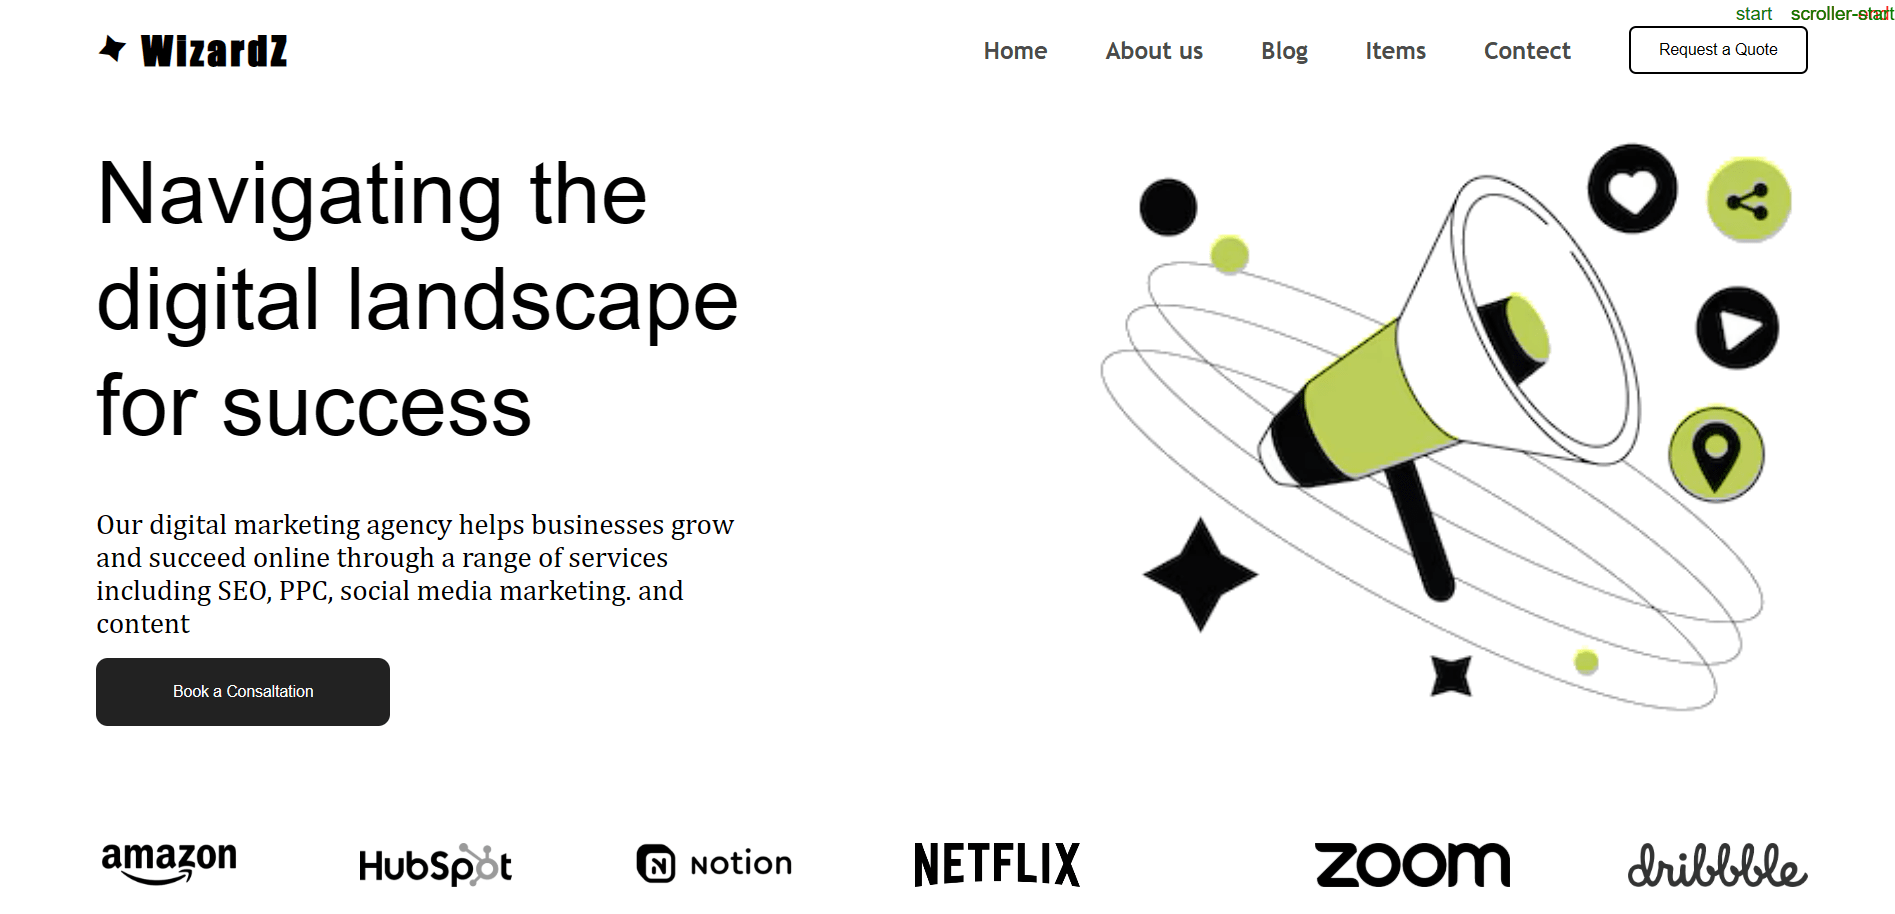 start scroller-start
WizardZ
Home About us Blog Items Contect Request a Quote
Navigating the
digital landscape
for success
Our digital marketing agency helps businesses grow
and succeed online through a range of services
including SEO, PPC, social media marketing. and
content
Book a Consaltation
amazon HubSpot Notion NETFLIX zoom dribbble